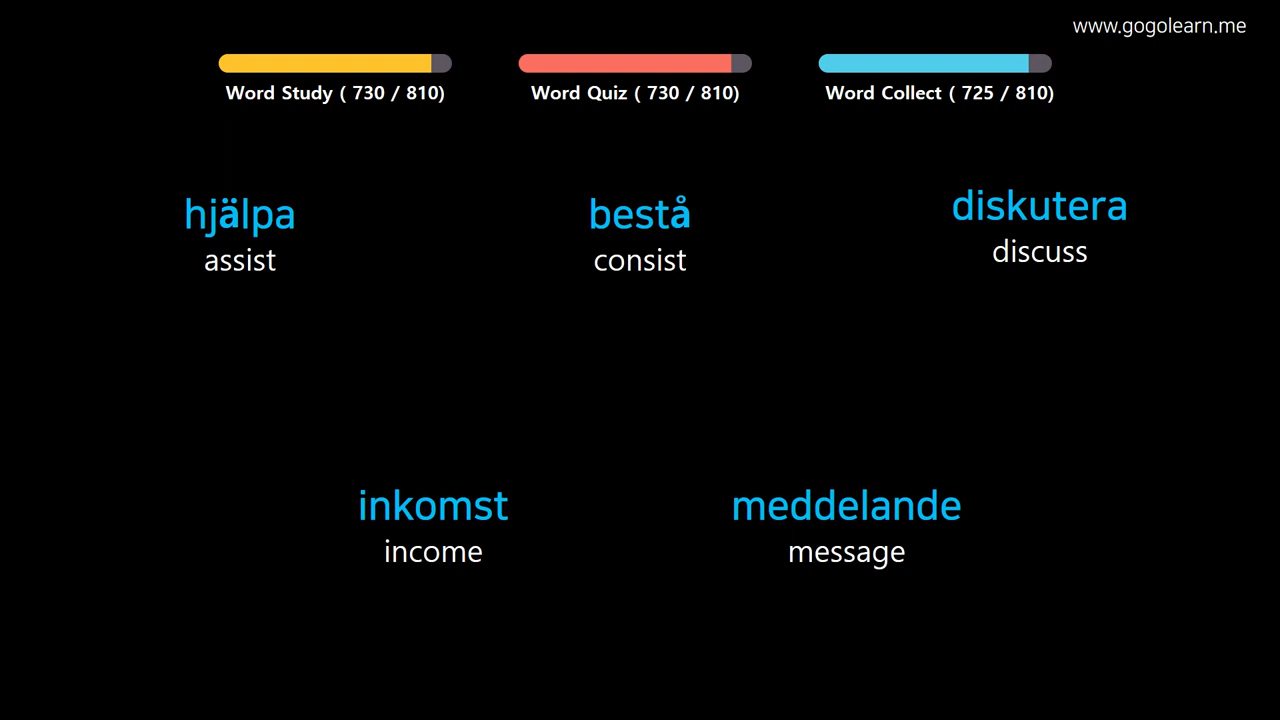 www.gogolearn.me
Word Study ( 730 / 810)
Word Quiz ( 730 / 810)
Word Collect ( 725 / 810)
hjälpa
assist
bestå
consist
diskutera
discuss
inkomst
income
meddelande
message